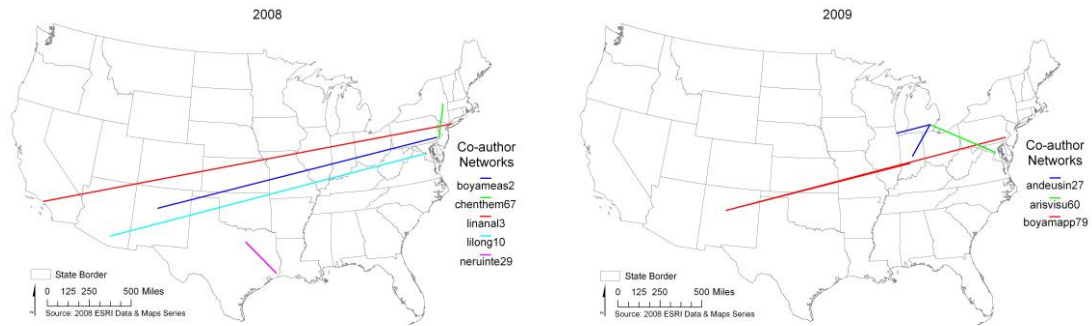 2008
Co-author
Networks
boyameas2
chenthem67
linanal3
lilong10
neruinte29
State Border
0 125 250 500 Miles
N
Source: 2008 ESRI Data & Maps Series
2009
Co-author
Networks
andeusin27
arisvisu60
boyamapp79
State Border
0 125 250 500 Miles
N
Source: 2008 ESRI Data & Maps Series